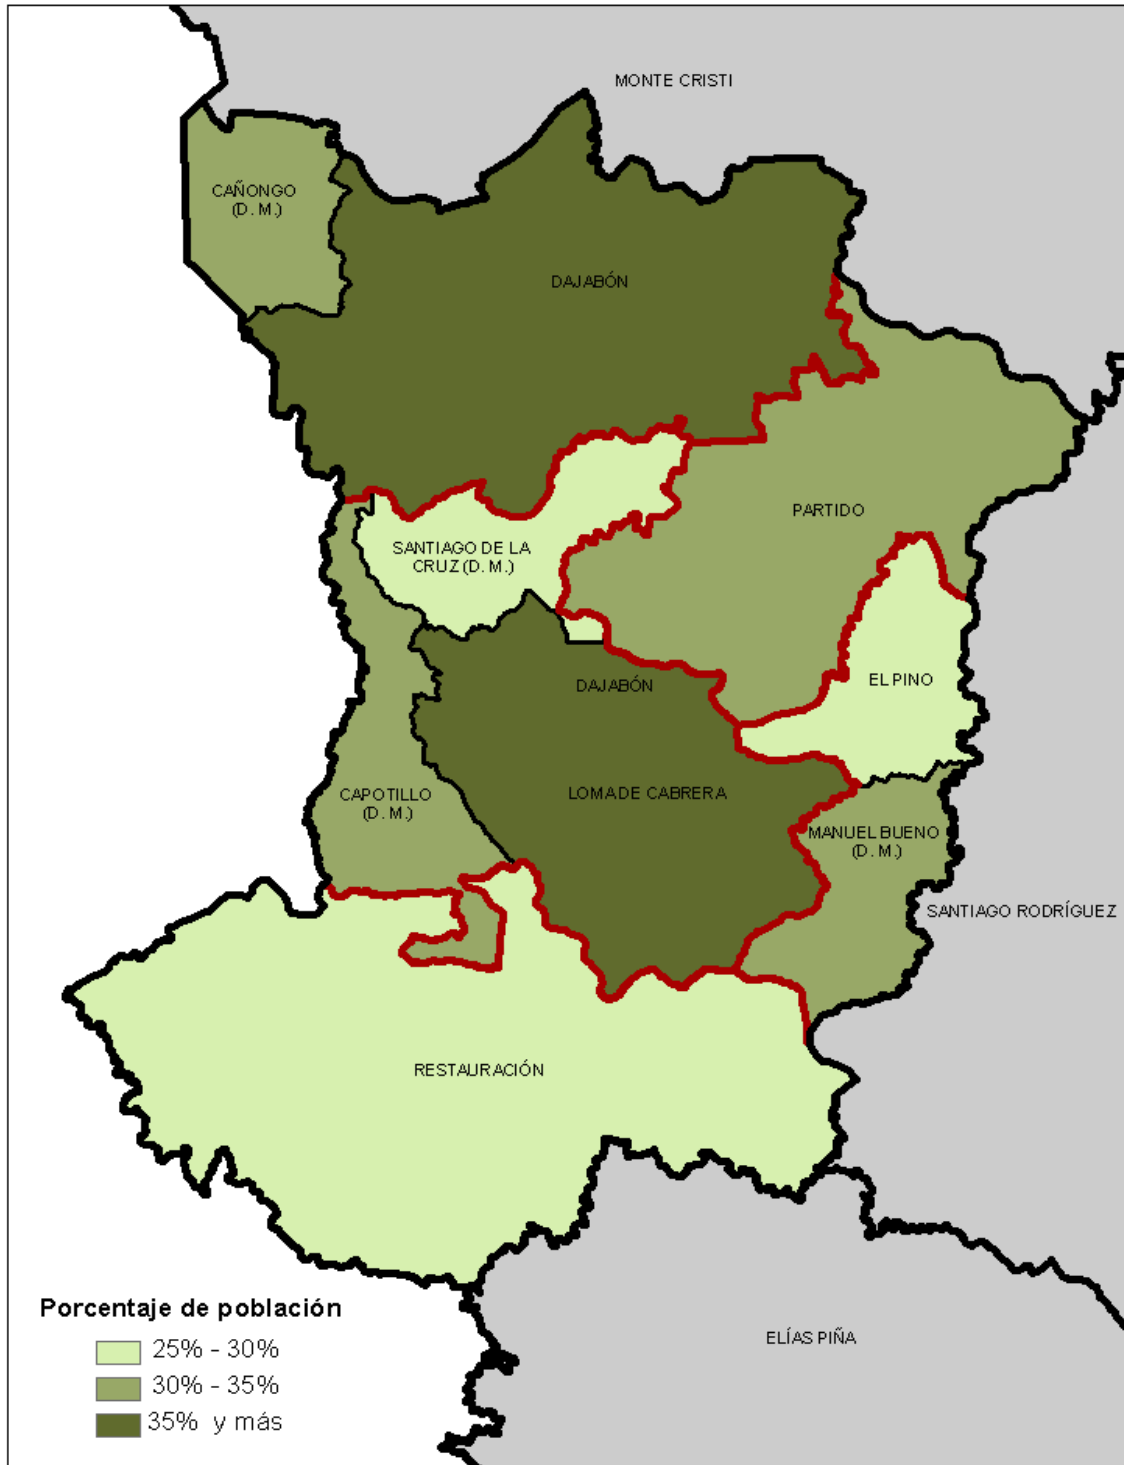 MONTE CRISTI
CAÑONGO
(D. M.)
DAJABÓN
PARTIDO
SANTIAGO DE LA
CRUZ (D. M.)
EL PINO
DAJABÓN
LOMA DE CABRERA
CAPOTILLO
(D. M.)
MANUEL BUENO
(D. M.)
SANTIAGO RODRÍGUEZ
RESTAURACIÓN
ELÍAS PIÑA
Porcentaje de población
25% - 30%
30% - 35%
35% y más